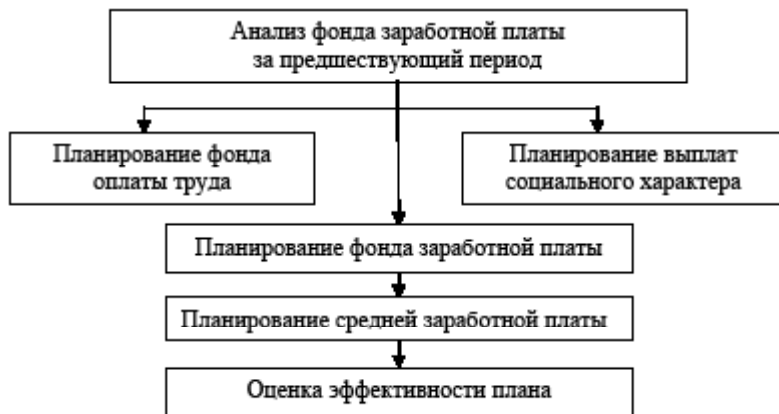 Анализ фонда заработной платы
за предшествующий период
Планирование фонда
оплаты труда
Планирование выплат
социального характера
Планирование фонда заработной платы
Планирование средней заработной платы
Оценка эффективности плана